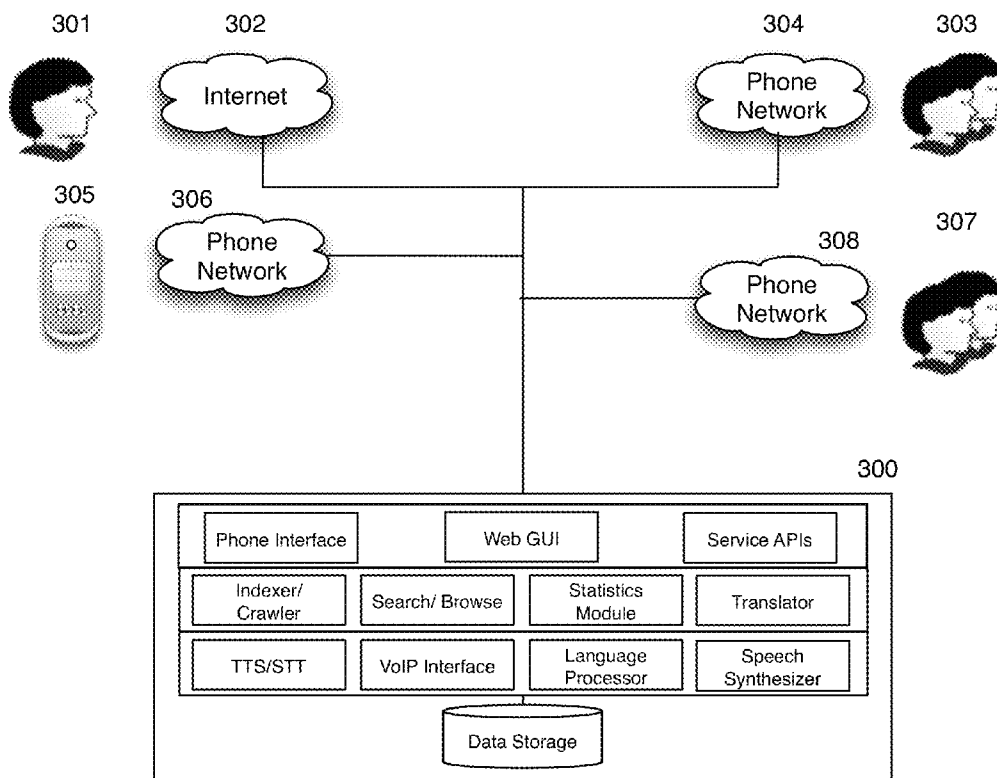 301
302
304
303
Internet
Phone
Network
305
306
Phone
Network
308
307
Phone
Network
300
Phone Interface
Web GUI
Service APIs
Indexer/
Crawler
Search/ Browse
Statistics
Module
Translator
TTS/STT
VoIP Interface
Language
Processor
Speech
Synthesizer
Data Storage